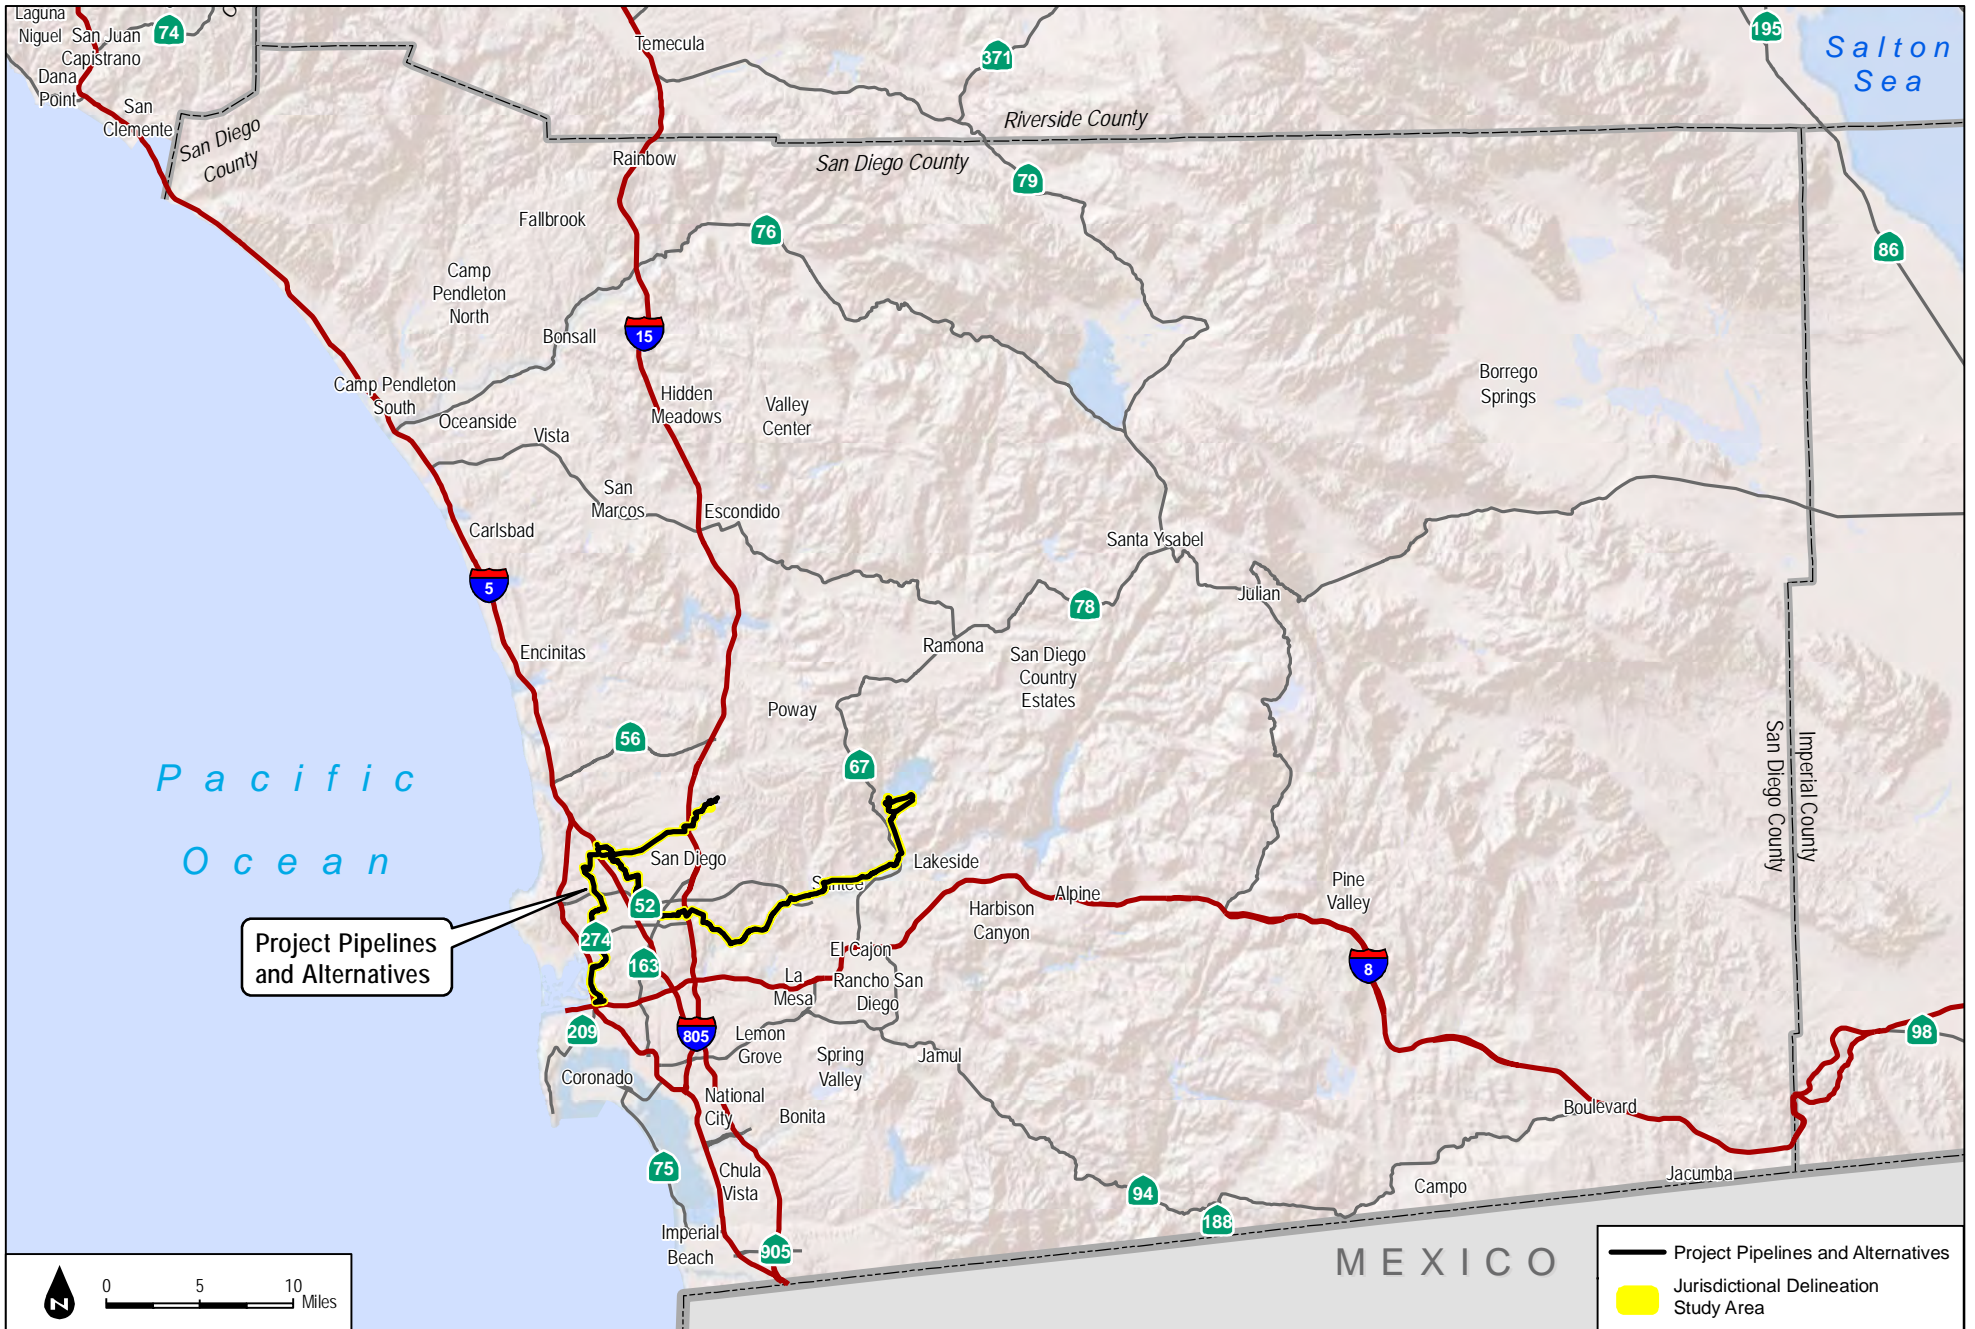 Laguna
Niguel
San Juan
Capistrano
74
Dana
Point
San
Clemente
San Diego
County
Temecula
371
195
Salton
Sea
Riverside County
San Diego County
Rainbow
79
Fallbrook
76
86
Camp
Pendleton
North
Bonsall
15
Camp Pendleton
South
Oceanside
Hidden
Meadows
Valley
Center
Borrego
Springs
Vista
San
Marcos
Escondido
Carlsbad
Santa Ysabel
5
78
Julian
Encinitas
Ramona
San Diego
Country
Estates
Poway
56
67
Imperial County
San Diego County
Pacific
Ocean
San Diego
Lakeside
Santee
52
Alpine
Pine
Valley
Harbison
Canyon
Project Pipelines
and Alternatives
274
163
El Cajon
8
La
Mesa
Rancho San
Diego
209
805
Lemon
Grove
Spring
Valley
Jamul
98
Coronado
National
City
Bonita
Boulevard
75
Chula
Vista
Jacumba
Campo
94
188
Imperial
Beach
905
MEXICO
N
0 5 10
Miles
Project Pipelines and Alternatives
Jurisdictional Delineation
Study Area